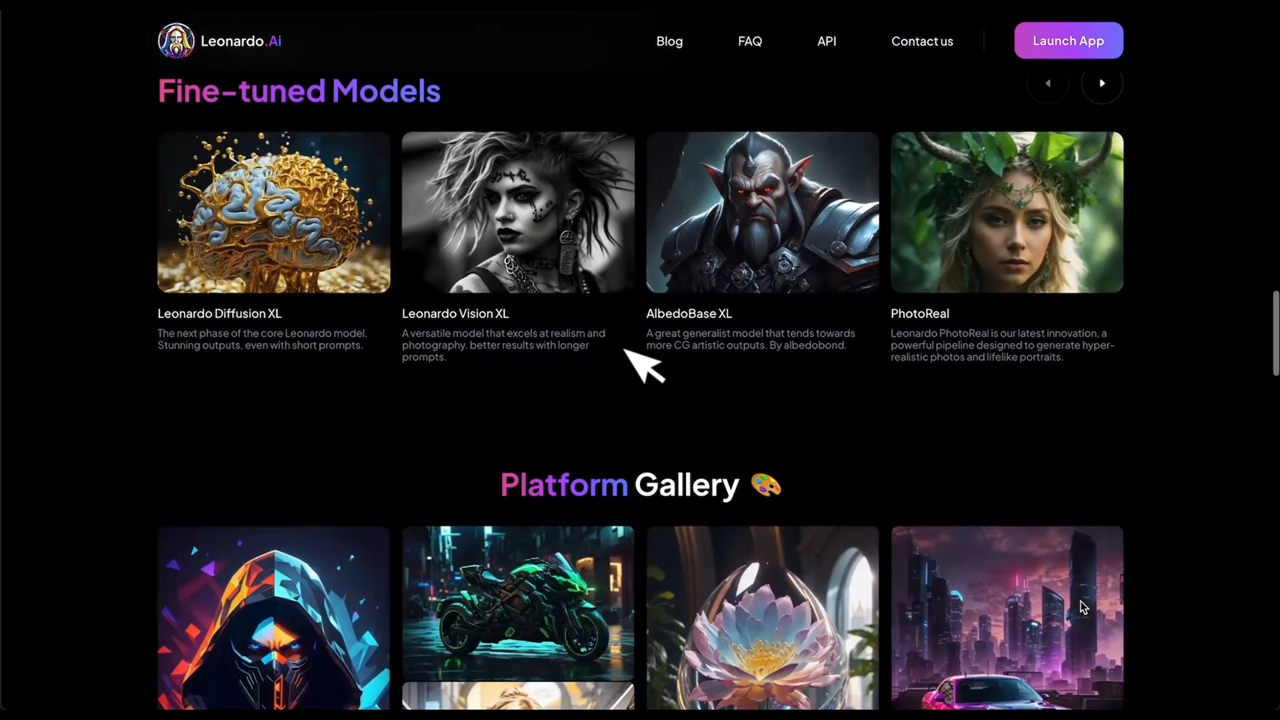 Leonardo.Ai
Blog
FAQ
API
Contact us
Launch App
Fine-tuned Models
Leonardo Diffusion XL
The next phase of the core Leonardo model.
Stunning outputs, even with short prompts.
Leonardo Vision XL
A versatile model that excels at realism and
photography. better results with longer
prompts.
AlbedoBase XL
A great generalist model that tends towards
more CG artistic outputs. By albedobond.
PhotoReal
Leonardo PhotoReal is our latest innovation, a
powerful pipeline designed to generate hyper-
realistic photos and lifelike portraits.
Platform Gallery